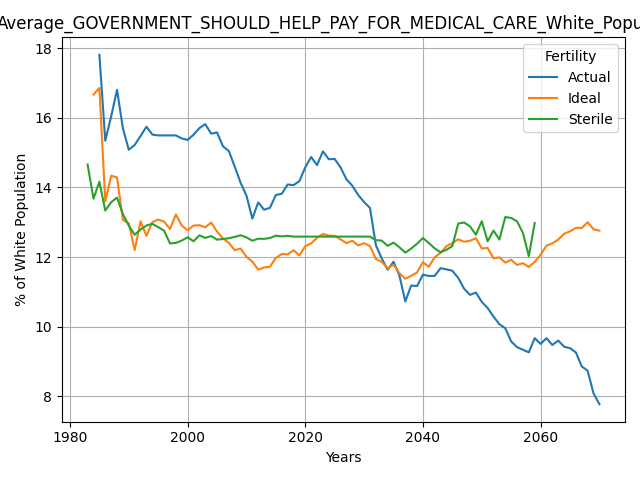 Average_GOVERNMENT_SHOULD_HELP_PAY_FOR_MEDICAL_CARE_White_Popu
18
16
14
12
10
8
% of White Population
1980
2000
2020
2040
2060
Years
Fertility
Actual
Ideal
Sterile